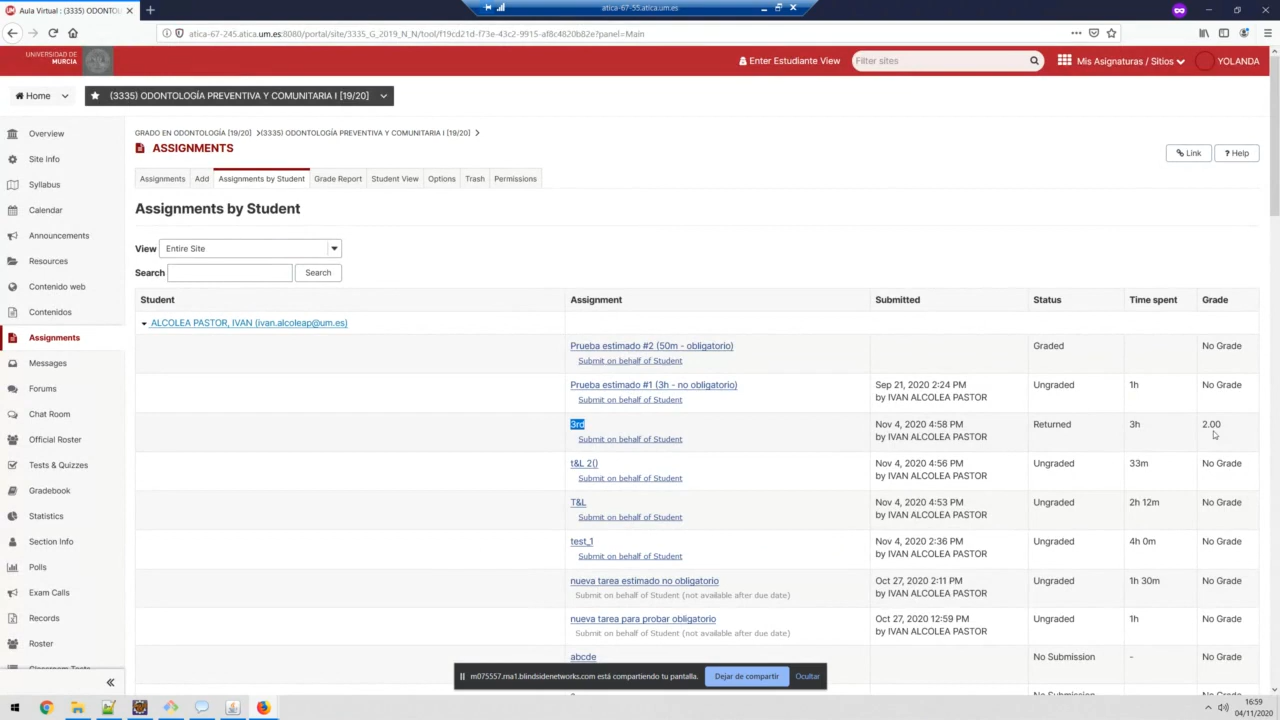 Aula Virtual : (3335) ODONTOL
atica-67-55.atica.um.es
atica-67-245.atica.um.es:8080/portal/site/3335_G_2019_N_N/tool/f19cd21d-f73e-43c2-9915-af8c4820b82e?panel=Main
UNIVERSIDAD DE
MURCIA
Enter Estudiante View
Filter sites
Mis Asignaturas / Sitios
YOLANDA
Home
(3335) ODONTOLOGÍA PREVENTIVA Y COMUNITARIA I [19/20]
Overview
Site Info
Syllabus
Calendar
Announcements
Resources
Contenido web
Contenidos
Assignments
Messages
Forums
Chat Room
Official Roster
Tests & Quizzes
Gradebook
Statistics
Section Info
Polls
Exam Calls
Records
Roster
GRADO EN ODONTOLOGÍA [19/20] > (3335) ODONTOLOGÍA PREVENTIVA Y COMUNITARIA I [19/20] >
ASSIGNMENTS
Link
? Help
Assignments Add Assignments by Student Grade Report Student View Options Trash Permissions
Assignments by Student
View Entire Site
Search Search
Student Assignment Submitted Status Time spent Grade
ALCOLEA PASTOR, IVAN (ivan.alcoleap@um.es)
Prueba estimado #2 (50m - obligatorio) Graded No Grade
Submit on behalf of Student
Prueba estimado #1 (3h - no obligatorio) Sep 21, 2020 2:24 PM Ungraded 1h No Grade
Submit on behalf of Student by IVAN ALCOLEA PASTOR
3rd Nov 4, 2020 4:58 PM Returned 3h 2.00
Submit on behalf of Student by IVAN ALCOLEA PASTOR
t&L 2() Nov 4, 2020 4:56 PM Ungraded 33m No Grade
Submit on behalf of Student by IVAN ALCOLEA PASTOR
T&L Nov 4, 2020 4:53 PM Ungraded 2h 12m No Grade
Submit on behalf of Student by IVAN ALCOLEA PASTOR
test_1 Nov 4, 2020 2:36 PM Ungraded 4h 0m No Grade
Submit on behalf of Student by IVAN ALCOLEA PASTOR
nueva tarea estimado no obligatorio Oct 27, 2020 2:11 PM Ungraded 1h 30m No Grade
Submit on behalf of Student (not available after due date) by IVAN ALCOLEA PASTOR
nueva tarea para probar obligatorio Oct 27, 2020 12:59 PM Ungraded 1h No Grade
Submit on behalf of Student (not available after due date) by IVAN ALCOLEA PASTOR
abcde No Submission - No Grade
m075557.ma1.blindsidenetworks.com está compartiendo tu pantalla. Dejar de compartir Ocultar
16:59
04/11/2020